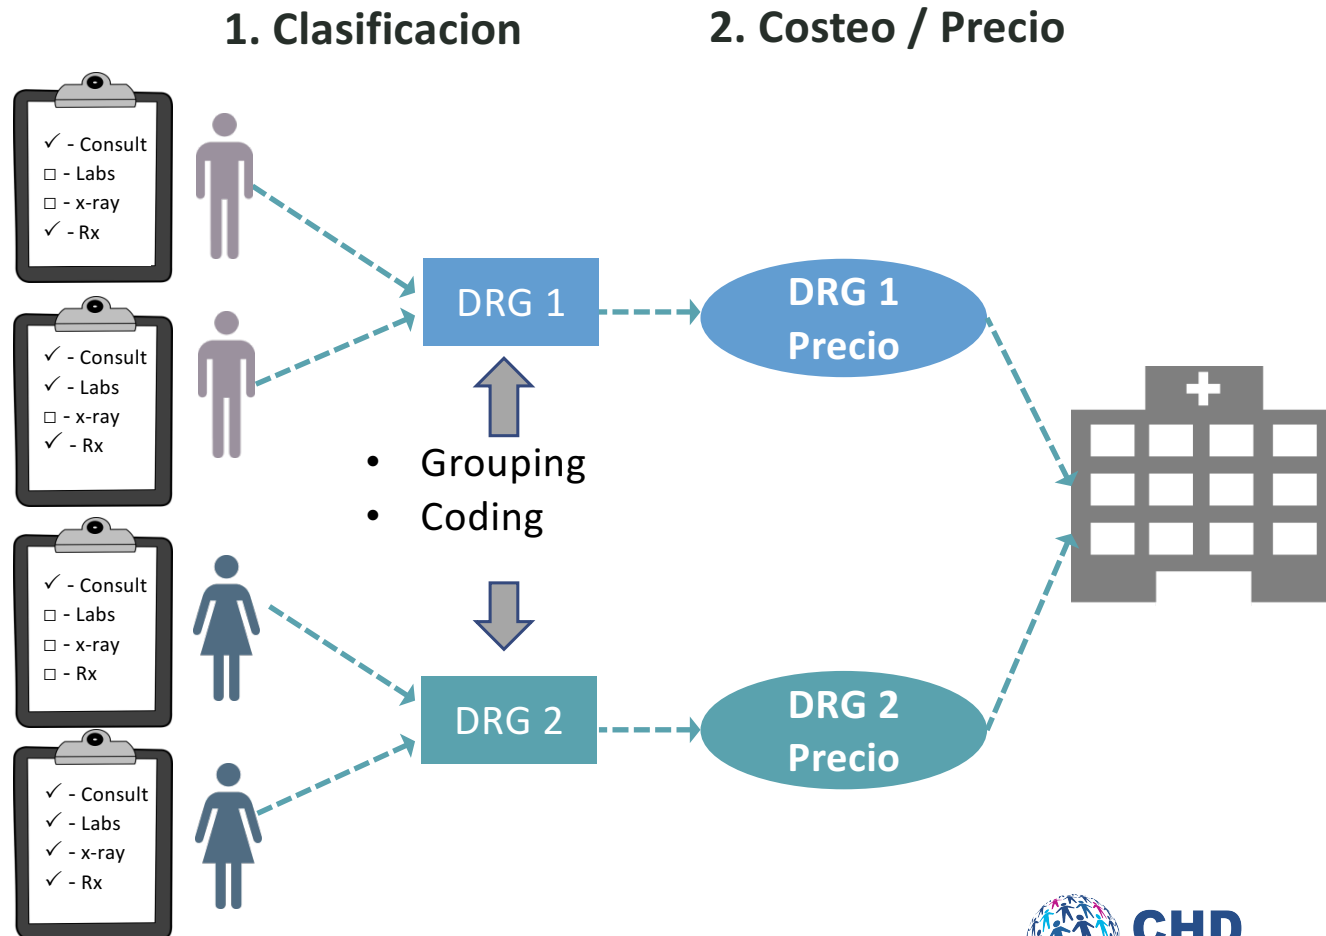 1. Clasificacion
2. Costeo / Precio
✓ - Consult
□ - Labs
□ - x-ray
✓ - Rx
✓ - Consult
✓ - Labs
□ - x-ray
✓ - Rx
✓ - Consult
□ - Labs
□ - x-ray
□ - Rx
✓ - Consult
✓ - Labs
✓ - x-ray
✓ - Rx
DRG 1
• Grouping
• Coding
DRG 2
DRG 1
Precio
DRG 2
Precio
CHD